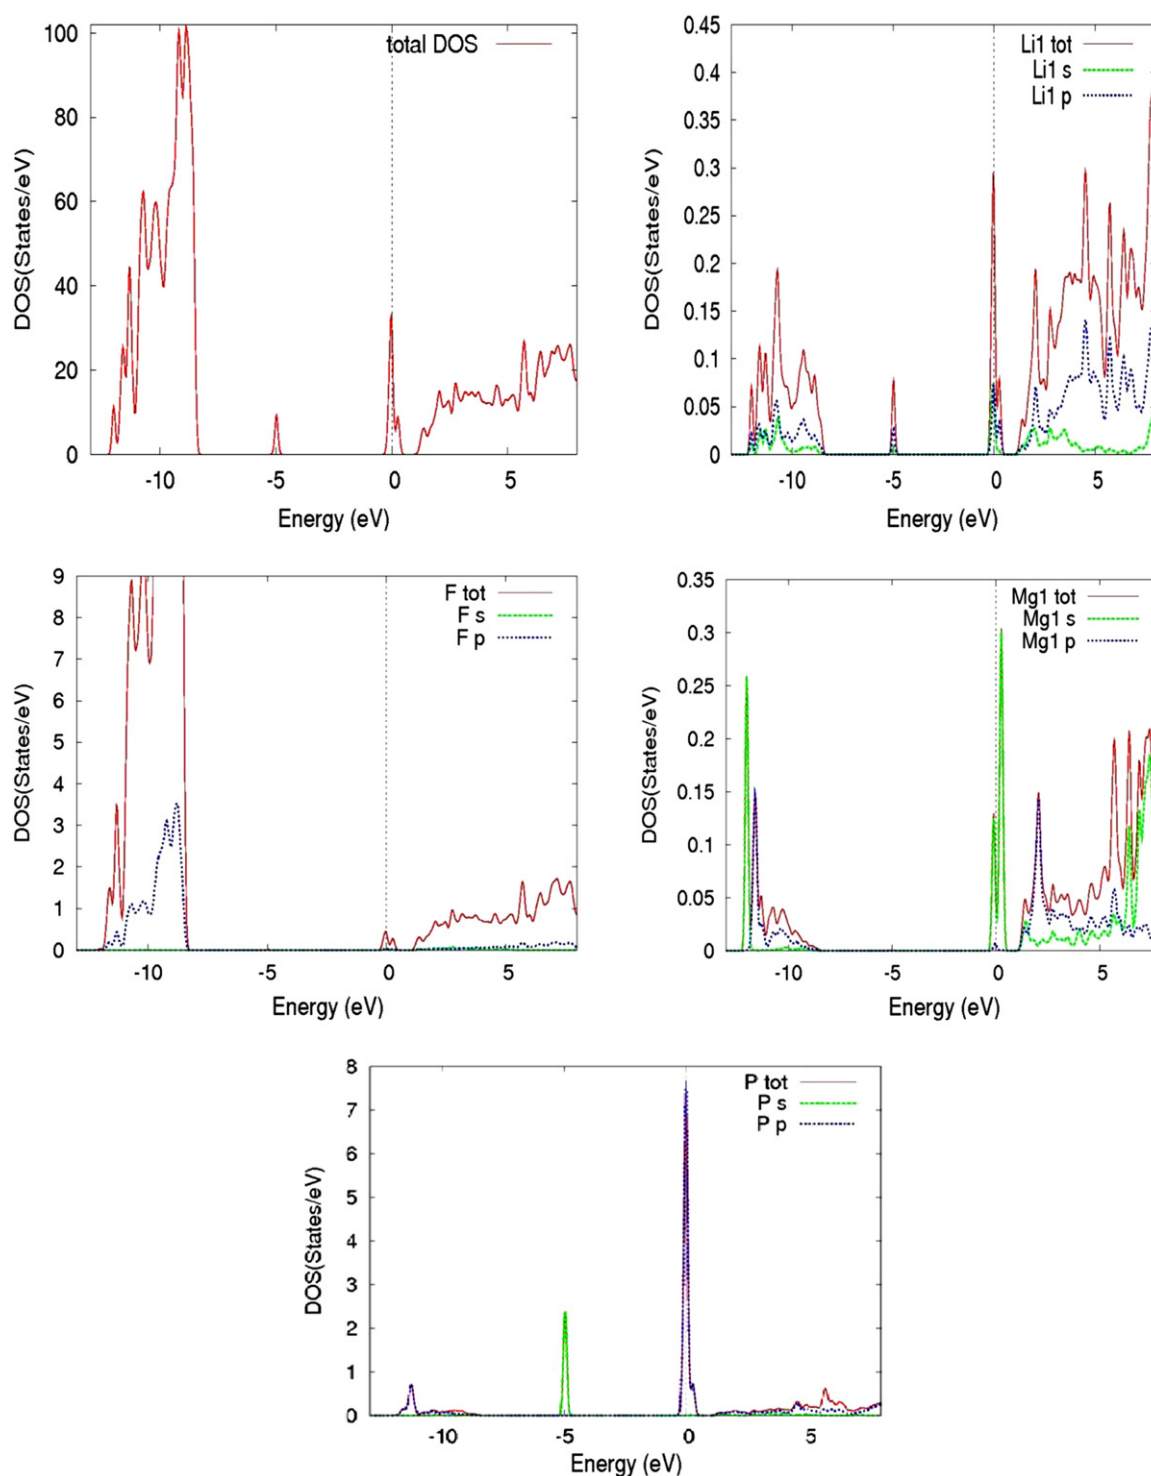 total DOS
DOS(States/eV)
100
80
60
40
20
0
-10
-5
0
5
Energy (eV)
Li1 tot
Li1 s
Li1 p
DOS(States/eV)
0.45
0.4
0.35
0.3
0.25
0.2
0.15
0.1
0.05
0
-10
-5
0
5
Energy (eV)
F tot
F s
F p
DOS(States/eV)
9
8
7
6
5
4
3
2
1
0
-10
-5
0
5
Energy (eV)
Mg1 tot
Mg1 s
Mg1 p
DOS(States/eV)
0.35
0.3
0.25
0.2
0.15
0.1
0.05
0
-10
-5
0
5
Energy (eV)
P tot
P s
P p
DOS(States/eV)
8
7
6
5
4
3
2
1
0
-10
-5
0
5
Energy (eV)